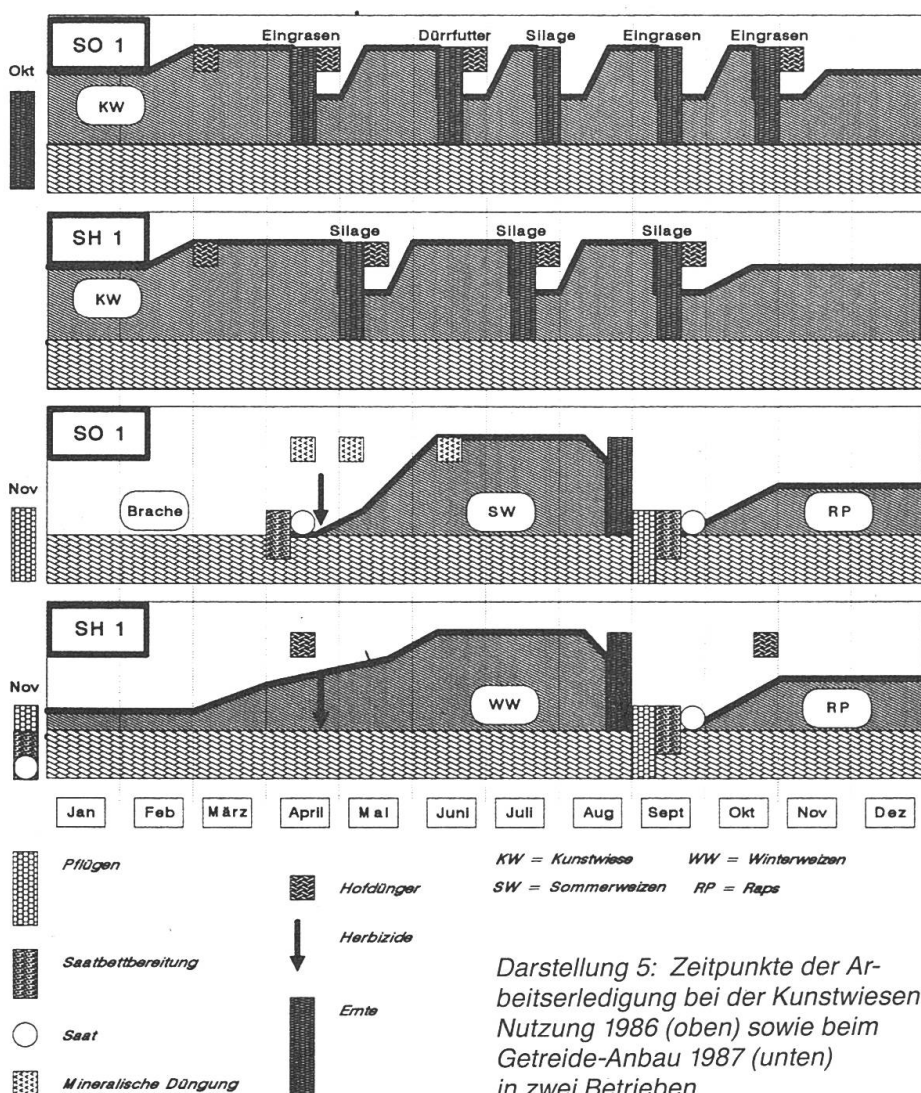 SO 1
Eingrasen Dürrfutter Silage Eingrasen Eingrasen
Okt
KW
SH 1
Silage Silage Silage
KW
SO 1
Nov
Brache SW RP
SH 1
Nov
WW RP
Jan Feb März April Mai Juni Juli Aug Sept Okt Nov Dez
Pflügen
Saatbettbereitung
Saat
Mineralische Düngung
Hofdünger
Herbizide
Ernte
KW = Kunstwiese WW = Winterweizen
SW = Sommerweizen RP = Raps
Darstellung 5: Zeitpunkte der Ar-
beitserledigung bei der Kunstwiesen
Nutzung 1986 (oben) sowie beim
Getreide-Anbau 1987 (unten)
in zwei Betrieben